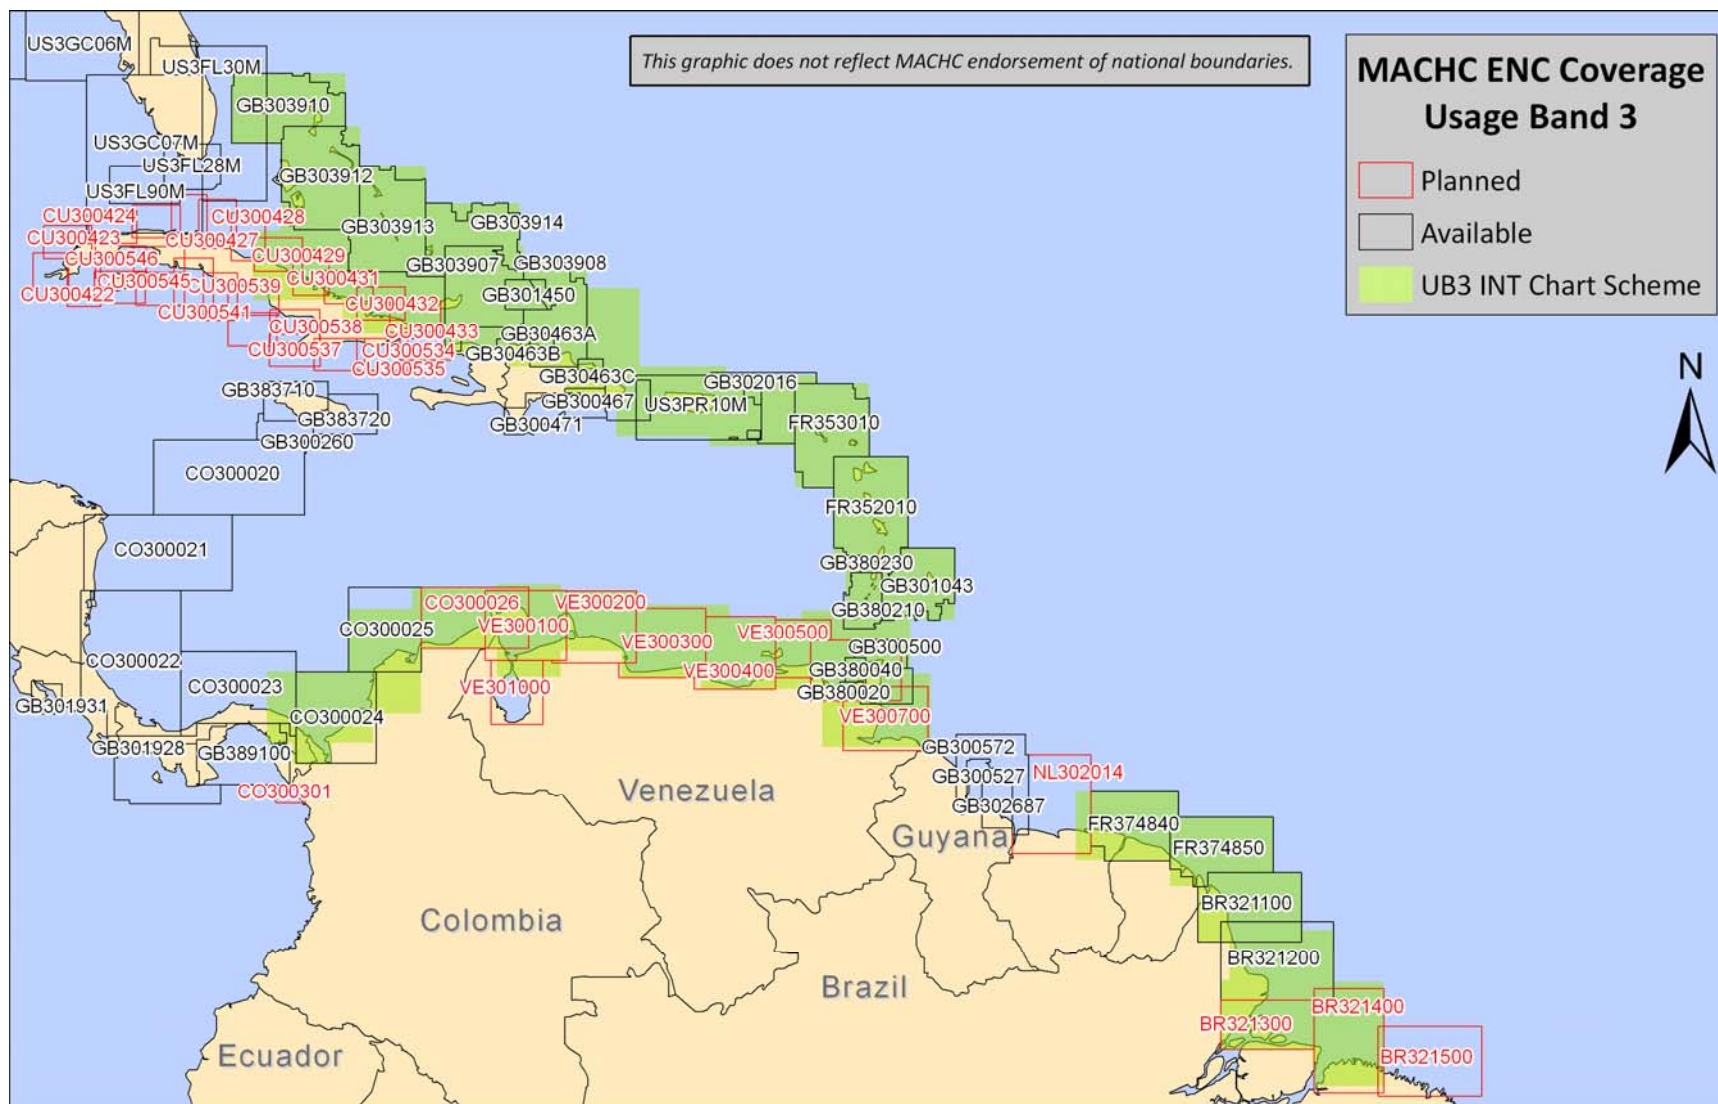 This graphic does not reflect MACHC endorsement of national boundaries.
MACHC ENC Coverage
Usage Band 3
Planned
Available
UB3 INT Chart Scheme
N
US3GC06M
US3FL30M
GB303910
US3GC07M
US3FL28M
GB303912
US3FL90M
CU300424
CU300428
GB303913
GB303914
CU300423
CU300427
CU300546
CU300429
GB303907
GB303908
CU300422
CU300545
CU300539
CU300431
GB301450
CU300432
CU300541
CU300538
CU300433
GB30463A
CU300537
CU300534
GB30463B
CU300535
GB30463C
GB302016
GB383710
GB300467
US3PR10M
GB383720
GB300471
FR353010
GB300260
CO300020
FR352010
CO300021
GB380230
GB301043
CO300026
VE300200
GB380210
CO300025
VE300100
VE300300
VE300500
GB300500
CO300022
VE300400
GB380040
CO300023
VE301000
GB380020
GB301931
CO300024
VE300700
GB301928
GB389100
GB300572
CO300301
GB300527
NL302014
Venezuela
GB302687
Guyana
FR374840
FR374850
Colombia
BR321100
Brazil
BR321200
BR321400
BR321300
Ecuador
BR321500